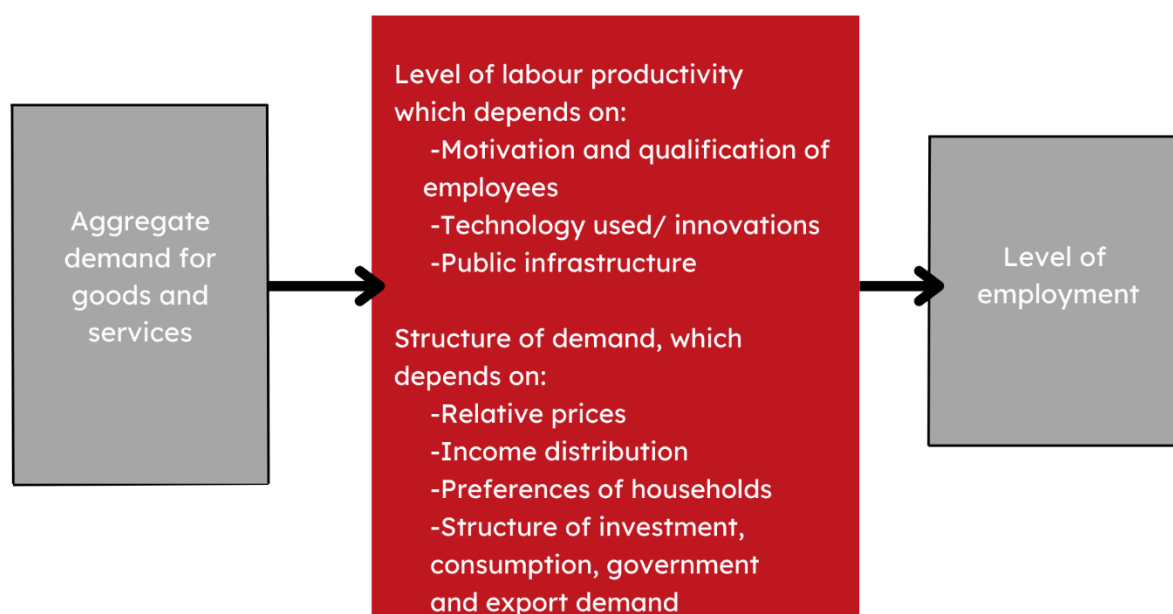 Aggregate
demand for
goods and
services
Level of labour productivity
which depends on:
-Motivation and qualification of
employees
-Technology used/ innovations
-Public infrastructure
Structure of demand, which
depends on:
-Relative prices
-Income distribution
-Preferences of households
-Structure of investment,
consumption, government
and export demand
Level of
employment